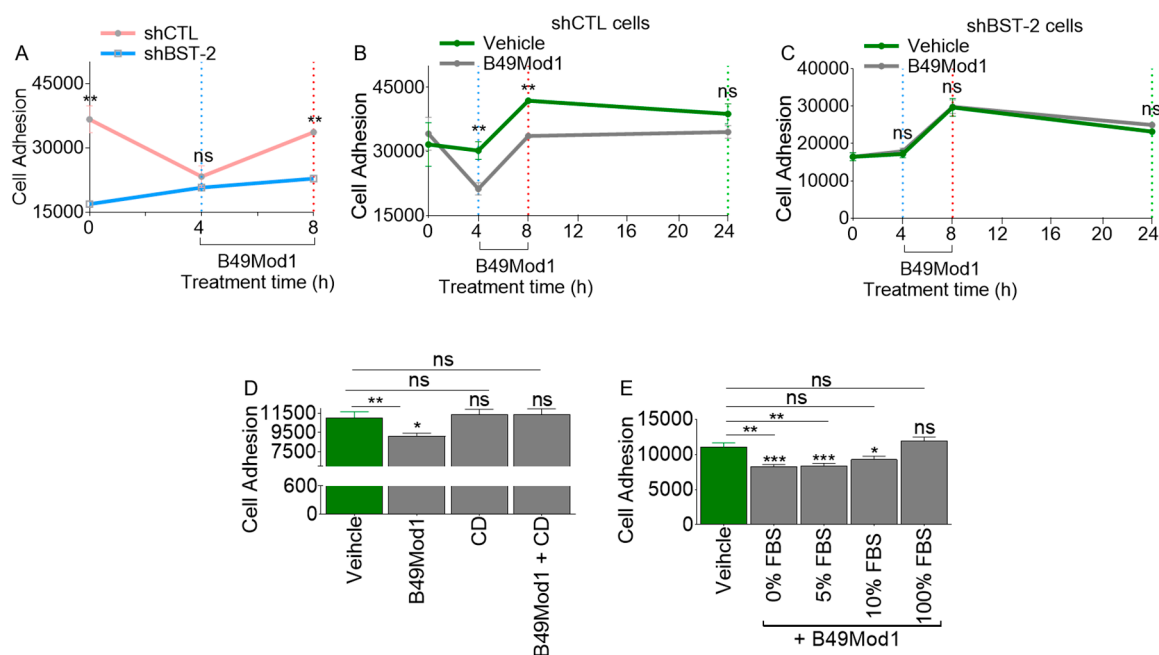 A
shCTL
shBST-2
45000
30000
15000
Cell Adhesion
**
ns
**
0
4
8
B49Mod1
Treatment time (h)
shCTL cells
B
Vehicle
B49Mod1
45000
30000
15000
Cell Adhesion
**
**
ns
0
4
8
12
16
20
24
B49Mod1
Treatment time (h)
shBST-2 cells
C
Vehicle
B49Mod1
40000
30000
20000
10000
0
Cell Adhesion
ns
ns
ns
0
4
8
12
16
20
24
B49Mod1
Treatment time (h)
D
ns
ns
**
*
ns
ns
11500
9500
7500
600
0
Cell Adhesion
Veihcle
B49Mod1
CD
B49Mod1 + CD
E
ns
ns
**
**
***
***
*
ns
15000
10000
5000
0
Cell Adhesion
Vehicle
0% FBS
5% FBS
10% FBS
100% FBS
+ B49Mod1